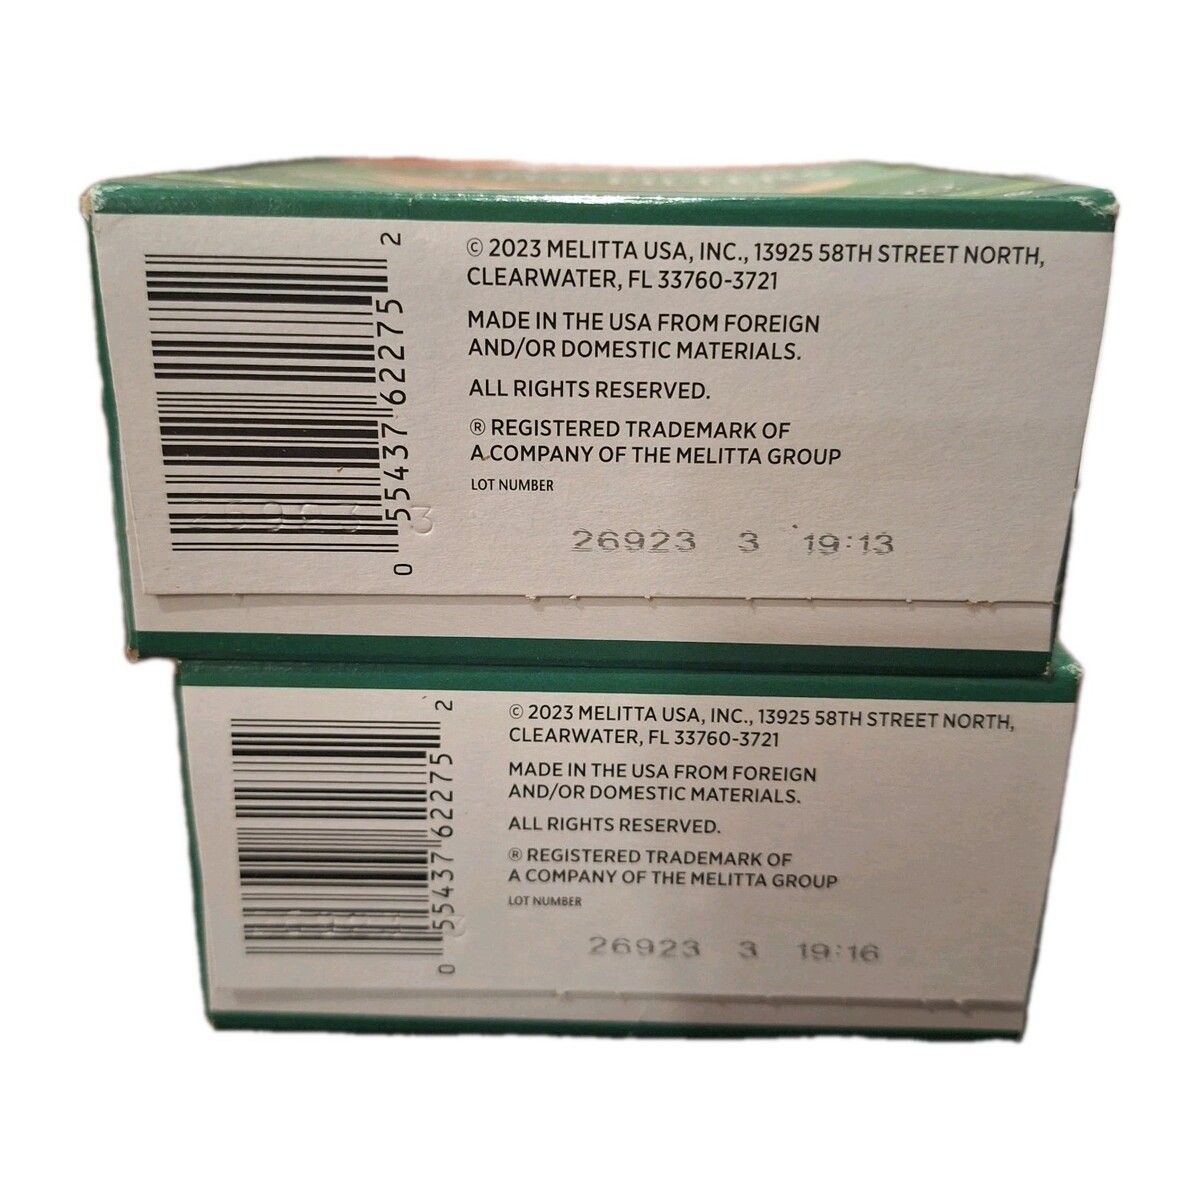 © 2023 MELITTA USA, INC., 13925 58TH STREET NORTH,
CLEARWATER, FL 33760-3721
MADE IN THE USA FROM FOREIGN
AND/OR DOMESTIC MATERIALS.
ALL RIGHTS RESERVED.
® REGISTERED TRADEMARK OF
A COMPANY OF THE MELITTA GROUP
LOT NUMBER
26923 3 19:13
0 55437 62275 2
26923 3
© 2023 MELITTA USA, INC., 13925 58TH STREET NORTH,
CLEARWATER, FL 33760-3721
MADE IN THE USA FROM FOREIGN
AND/OR DOMESTIC MATERIALS.
ALL RIGHTS RESERVED.
® REGISTERED TRADEMARK OF
A COMPANY OF THE MELITTA GROUP
LOT NUMBER
26923 3 19:16
0 55437 62275 2